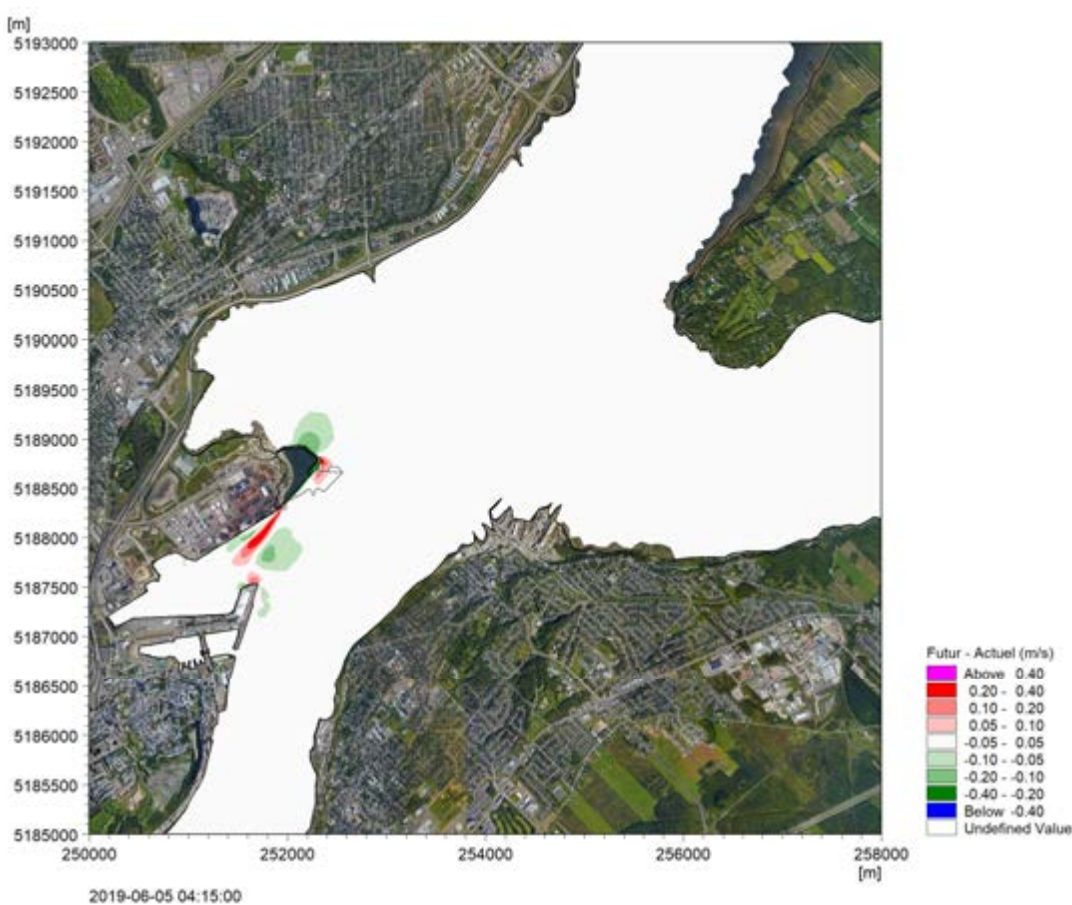 [m]
5193000
5192500
5192000
5191500
5191000
5190500
5190000
5189500
5189000
5188500
5188000
5187500
5187000
5186500
5186000
5185500
5185000
250000 252000 254000 256000 258000
[m]
2019-06-05 04:15:00
Futur - Actuel (m/s)
Above 0.40
0.20 - 0.40
0.10 - 0.20
0.05 - 0.10
-0.05 - 0.05
-0.10 - -0.05
-0.20 - -0.10
-0.40 - -0.20
Below -0.40
Undefined Value